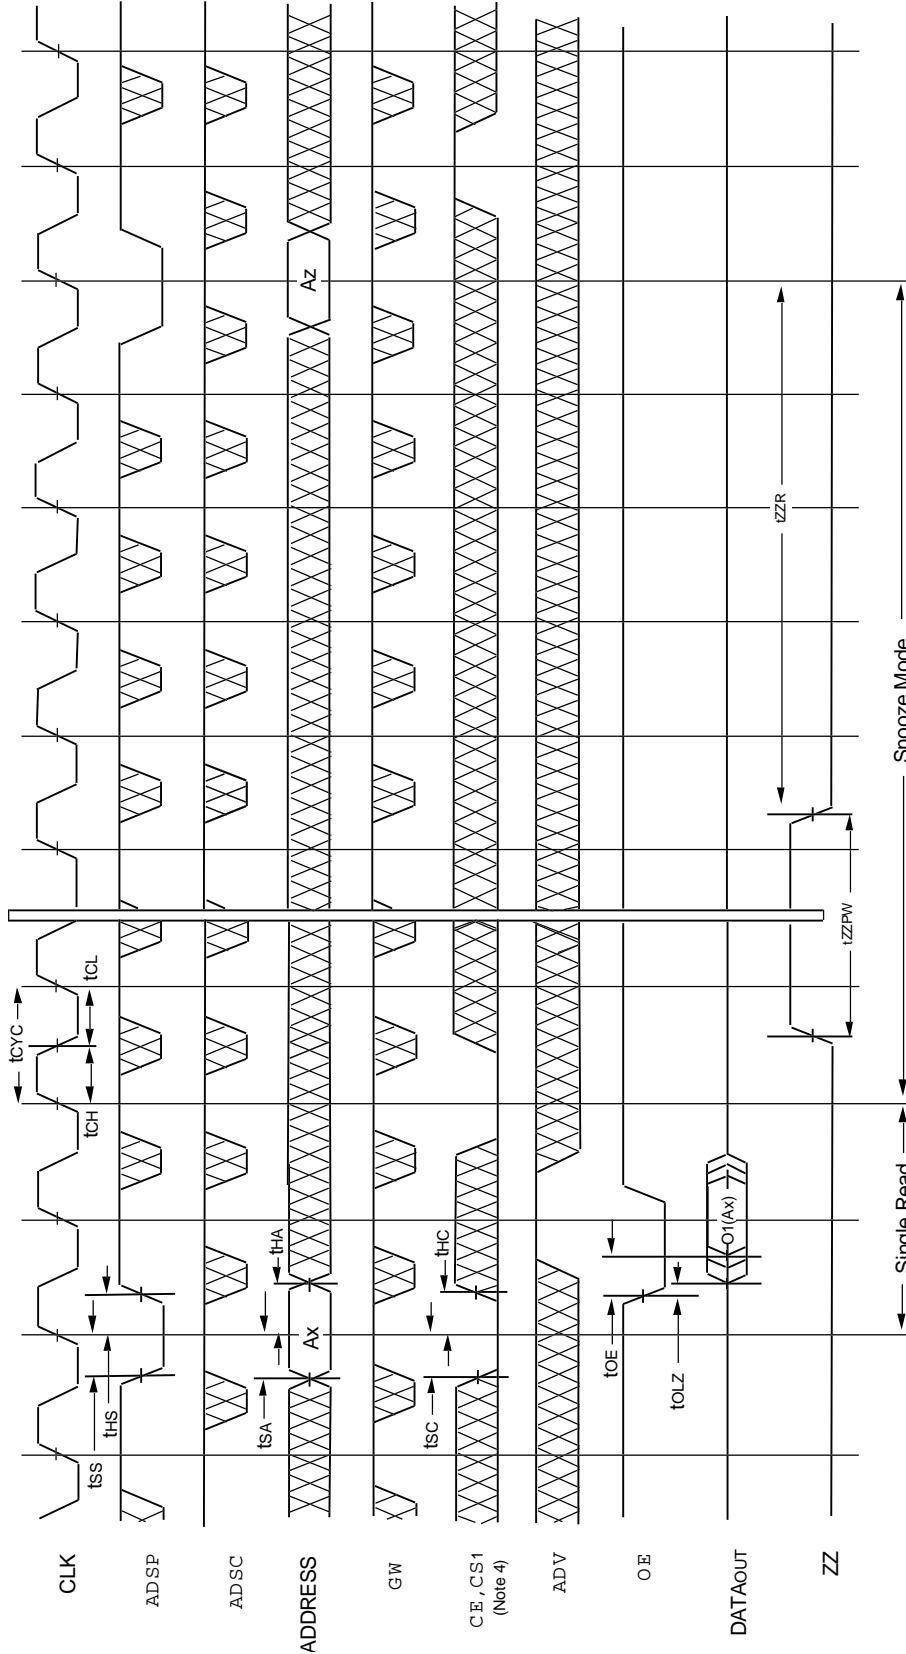 CLK
ADSP
ADSC
ADDRESS
GW
CE,CS1
(Note 4)
ADV
OE
DATAOUT
ZZ
tCYC
tCH
tCL
tSS
tHS
tSA
tHA
Ax
Az
tSC
tHC
tOE
tOLZ
O1(Ax)
tZZPW
tZZR
Single Read
Snooze Mode